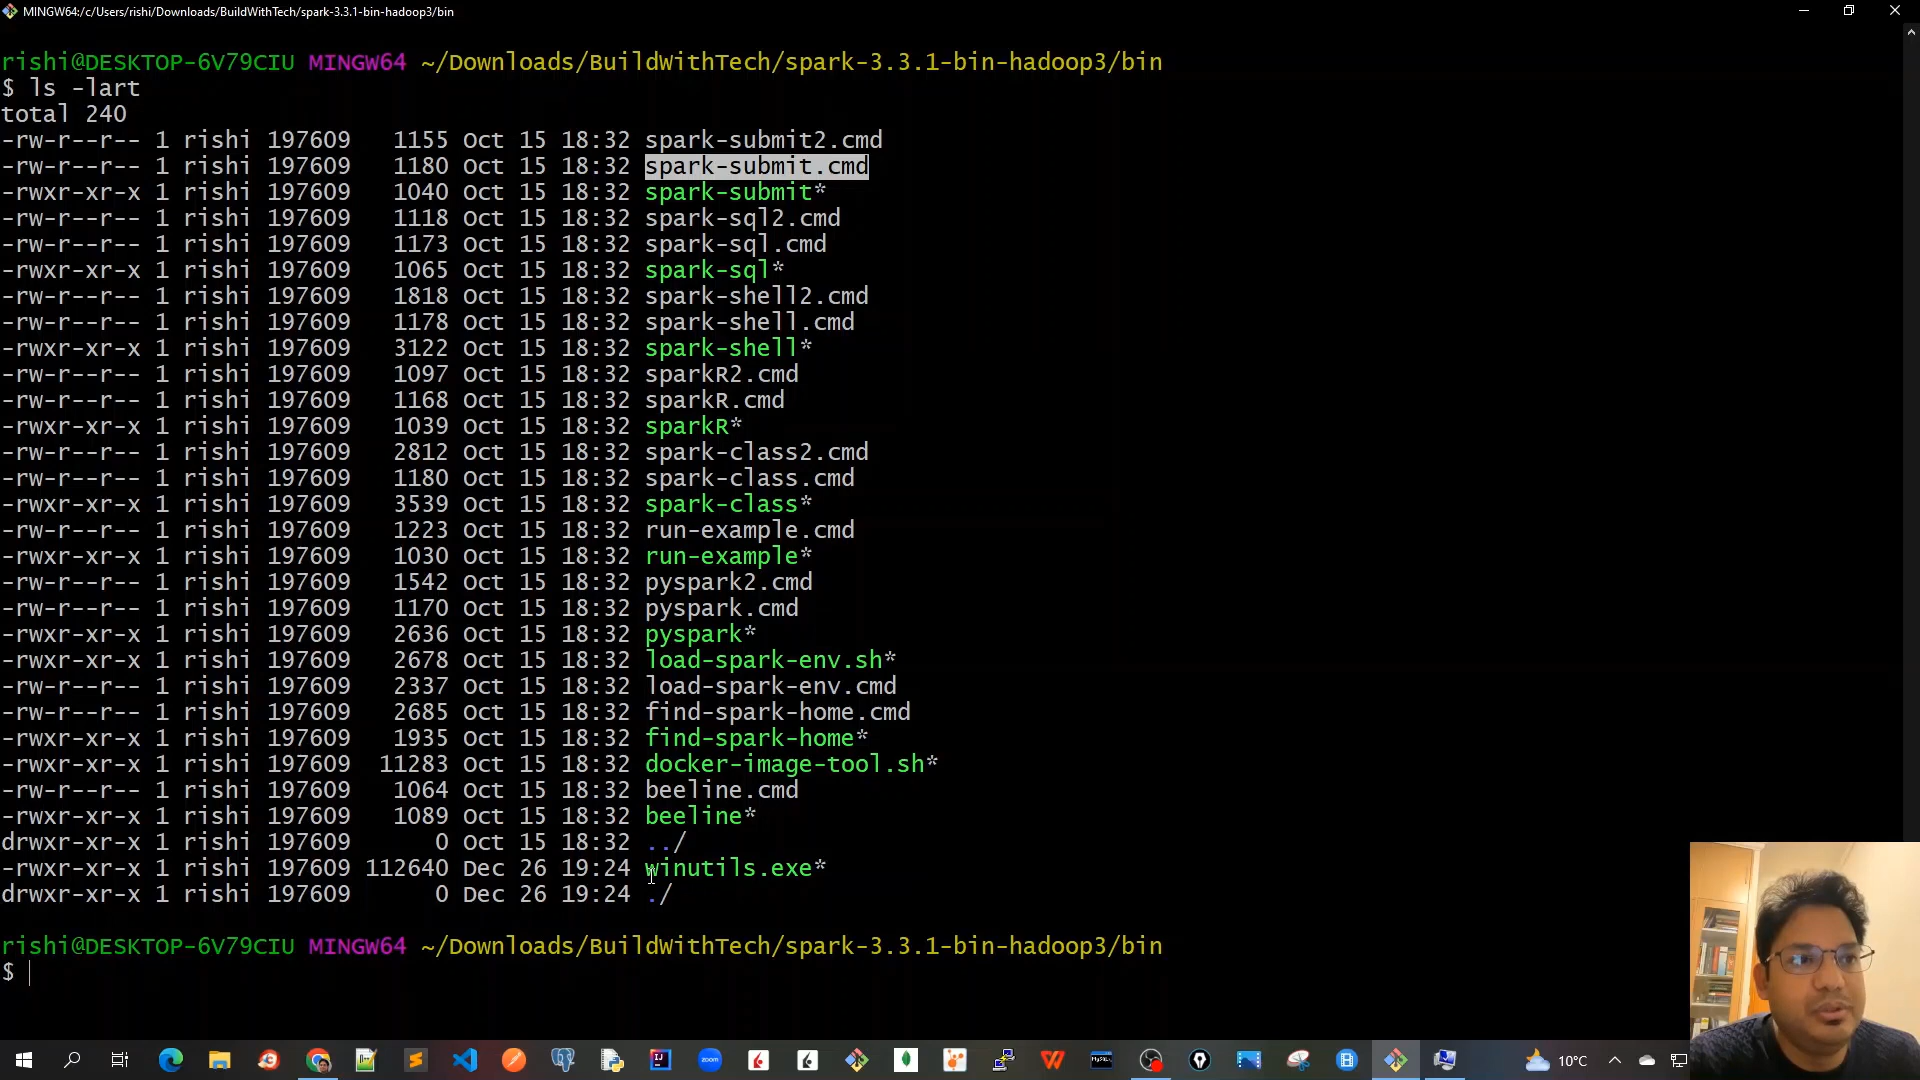 MINGW64:/c/Users/rishi/Downloads/BuildWithTech/spark-3.3.1-bin-hadoop3/bin
rishi@DESKTOP-6V79CIU MINGW64 ~/Downloads/BuildWithTech/spark-3.3.1-bin-hadoop3/bin
$ ls -lart
total 240
-rw-r--r-- 1 rishi 197609   1155 Oct 15 18:32 spark-submit2.cmd
-rw-r--r-- 1 rishi 197609   1180 Oct 15 18:32 spark-submit.cmd
-rwxr-xr-x 1 rishi 197609   1040 Oct 15 18:32 spark-submit*
-rw-r--r-- 1 rishi 197609   1118 Oct 15 18:32 spark-sql2.cmd
-rw-r--r-- 1 rishi 197609   1173 Oct 15 18:32 spark-sql.cmd
-rwxr-xr-x 1 rishi 197609   1065 Oct 15 18:32 spark-sql*
-rw-r--r-- 1 rishi 197609   1818 Oct 15 18:32 spark-shell2.cmd
-rw-r--r-- 1 rishi 197609   1178 Oct 15 18:32 spark-shell.cmd
-rwxr-xr-x 1 rishi 197609   3122 Oct 15 18:32 spark-shell*
-rw-r--r-- 1 rishi 197609   1097 Oct 15 18:32 sparkR2.cmd
-rw-r--r-- 1 rishi 197609   1168 Oct 15 18:32 sparkR.cmd
-rwxr-xr-x 1 rishi 197609   1039 Oct 15 18:32 sparkR*
-rw-r--r-- 1 rishi 197609   2812 Oct 15 18:32 spark-class2.cmd
-rw-r--r-- 1 rishi 197609   1180 Oct 15 18:32 spark-class.cmd
-rwxr-xr-x 1 rishi 197609   3539 Oct 15 18:32 spark-class*
-rw-r--r-- 1 rishi 197609   1223 Oct 15 18:32 run-example.cmd
-rwxr-xr-x 1 rishi 197609   1030 Oct 15 18:32 run-example*
-rw-r--r-- 1 rishi 197609   1542 Oct 15 18:32 pyspark2.cmd
-rw-r--r-- 1 rishi 197609   1170 Oct 15 18:32 pyspark.cmd
-rwxr-xr-x 1 rishi 197609   2636 Oct 15 18:32 pyspark*
-rwxr-xr-x 1 rishi 197609   2678 Oct 15 18:32 load-spark-env.sh*
-rw-r--r-- 1 rishi 197609   2337 Oct 15 18:32 load-spark-env.cmd
-rw-r--r-- 1 rishi 197609   2685 Oct 15 18:32 find-spark-home.cmd
-rwxr-xr-x 1 rishi 197609   1935 Oct 15 18:32 find-spark-home*
-rwxr-xr-x 1 rishi 197609  11283 Oct 15 18:32 docker-image-tool.sh*
-rw-r--r-- 1 rishi 197609   1064 Oct 15 18:32 beeline.cmd
-rwxr-xr-x 1 rishi 197609   1089 Oct 15 18:32 beeline*
drwxr-xr-x 1 rishi 197609      0 Oct 15 18:32 ../
-rwxr-xr-x 1 rishi 197609 112640 Dec 26 19:24 winutils.exe*
drwxr-xr-x 1 rishi 197609      0 Dec 26 19:24 ./
rishi@DESKTOP-6V79CIU MINGW64 ~/Downloads/BuildWithTech/spark-3.3.1-bin-hadoop3/bin
$
zoom
10°C